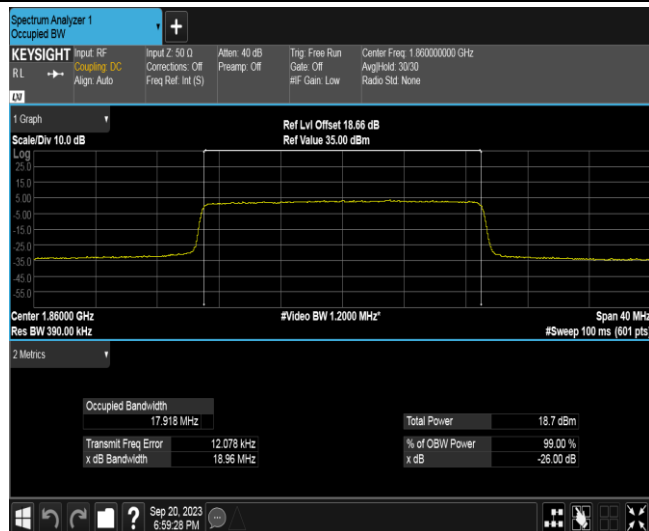 Spectrum Analyzer 1
Occupied BW
+
KEYSIGHT
RL
LXI
Input: RF
Coupling: DC
Align: Auto
Input Z: 50 Ω
Corrections: Off
Freq Ref: Int (S)
Atten: 40 dB
Preamp: Off
Trig: Free Run
Gate: Off
#IF Gain: Low
Center Freq: 1.860000000 GHz
Avg|Hold: 30/30
Radio Std: None
1 Graph
Scale/Div 10.0 dB
Ref Lvl Offset 18.66 dB
Ref Value 35.00 dBm
Log
25.0
15.0
5.00
-5.00
-15.0
-25.0
-35.0
-45.0
-55.0
Center 1.86000 GHz
#Video BW 1.2000 MHz*
Span 40 MHz
Res BW 390.00 kHz
#Sweep 100 ms (601 pts)
2 Metrics
Occupied Bandwidth
17.918 MHz
Total Power 18.7 dBm
Transmit Freq Error 12.078 kHz
% of OBW Power 99.00 %
x dB Bandwidth 18.96 MHz
x dB -26.00 dB
?
Sep 20, 2023
6:59:28 PM